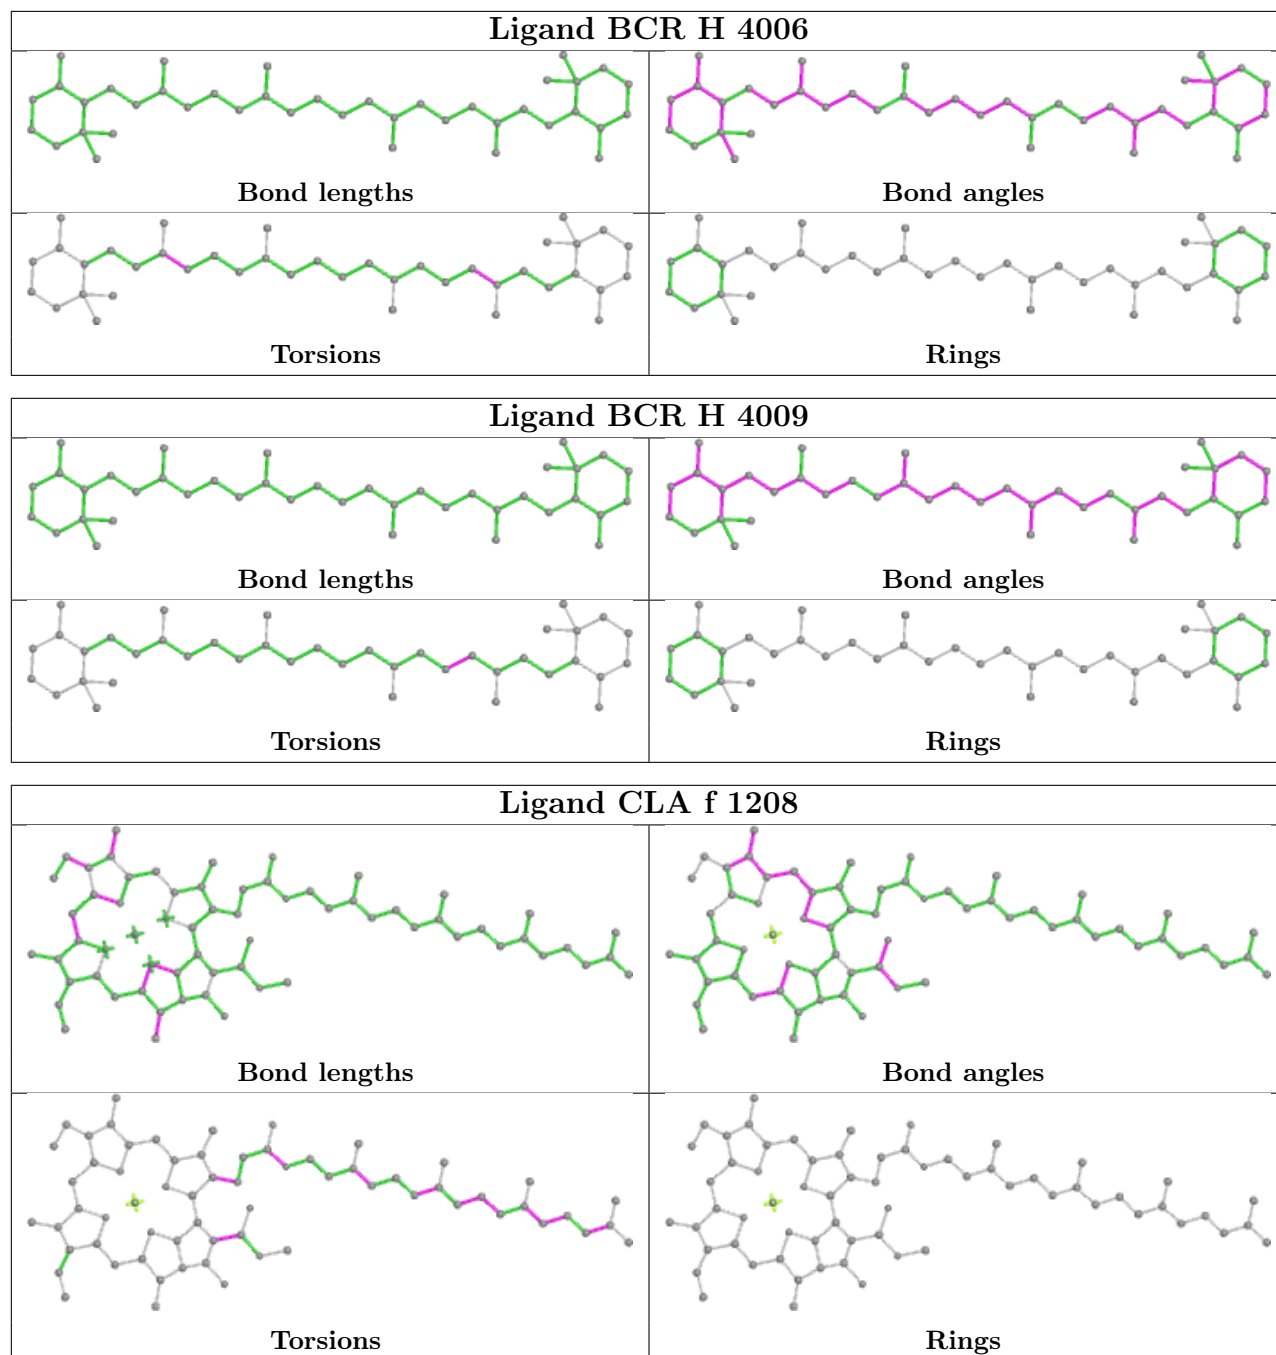 Ligand BCR H 4006
Bond lengths
Bond angles
Torsions
Rings
Ligand BCR H 4009
Bond lengths
Bond angles
Torsions
Rings
Ligand CLA f 1208
Bond lengths
Bond angles
Torsions
Rings